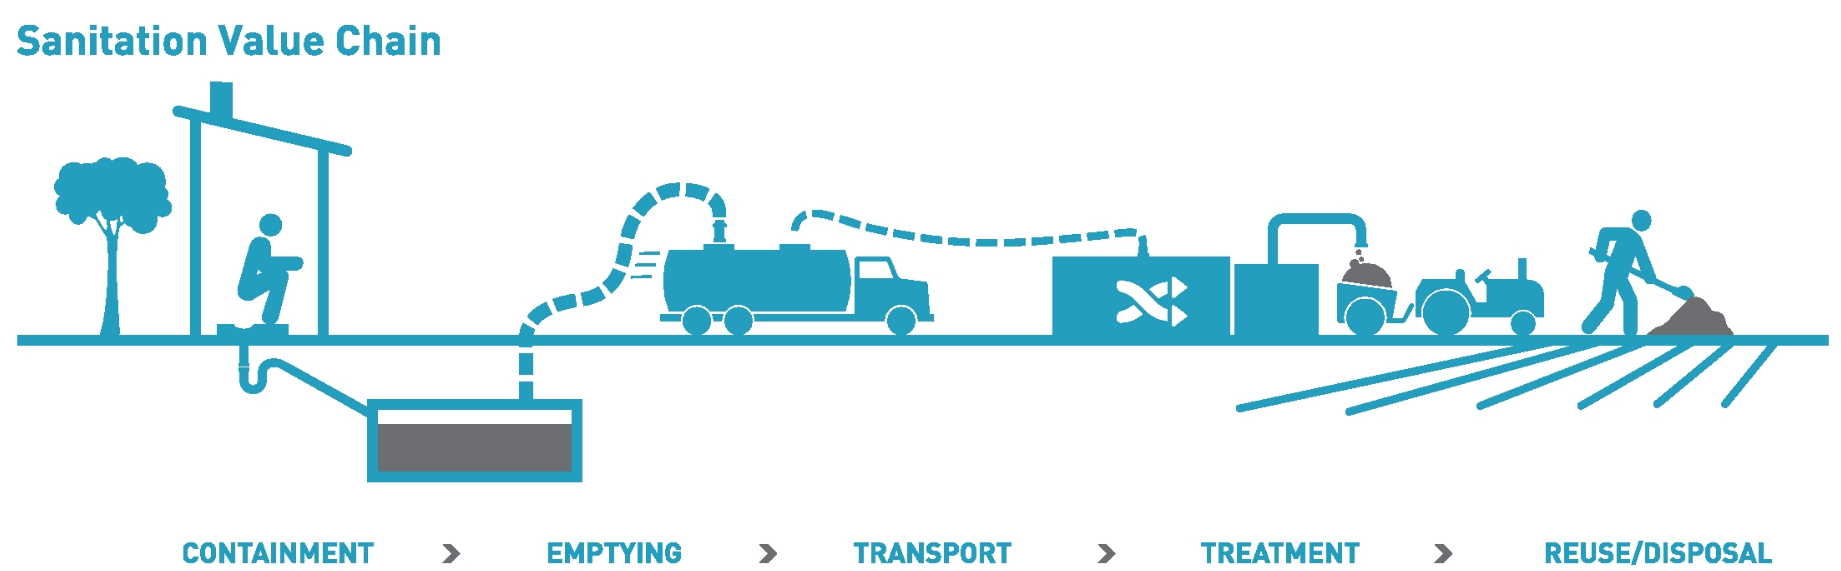 Sanitation Value Chain
CONTAINMENT > EMPTYING > TRANSPORT > TREATMENT > REUSE/DISPOSAL